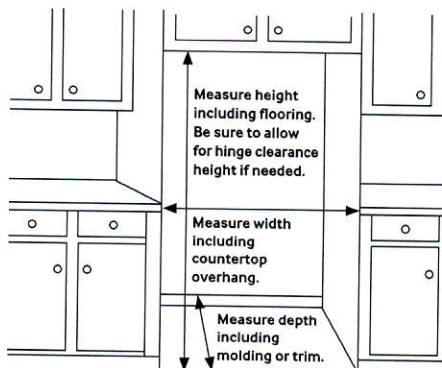 Measure height
including flooring.
Be sure to allow
for hinge clearance
height if needed.
Measure width
including
countertop
overhang.
Measure depth
including
molding or trim.